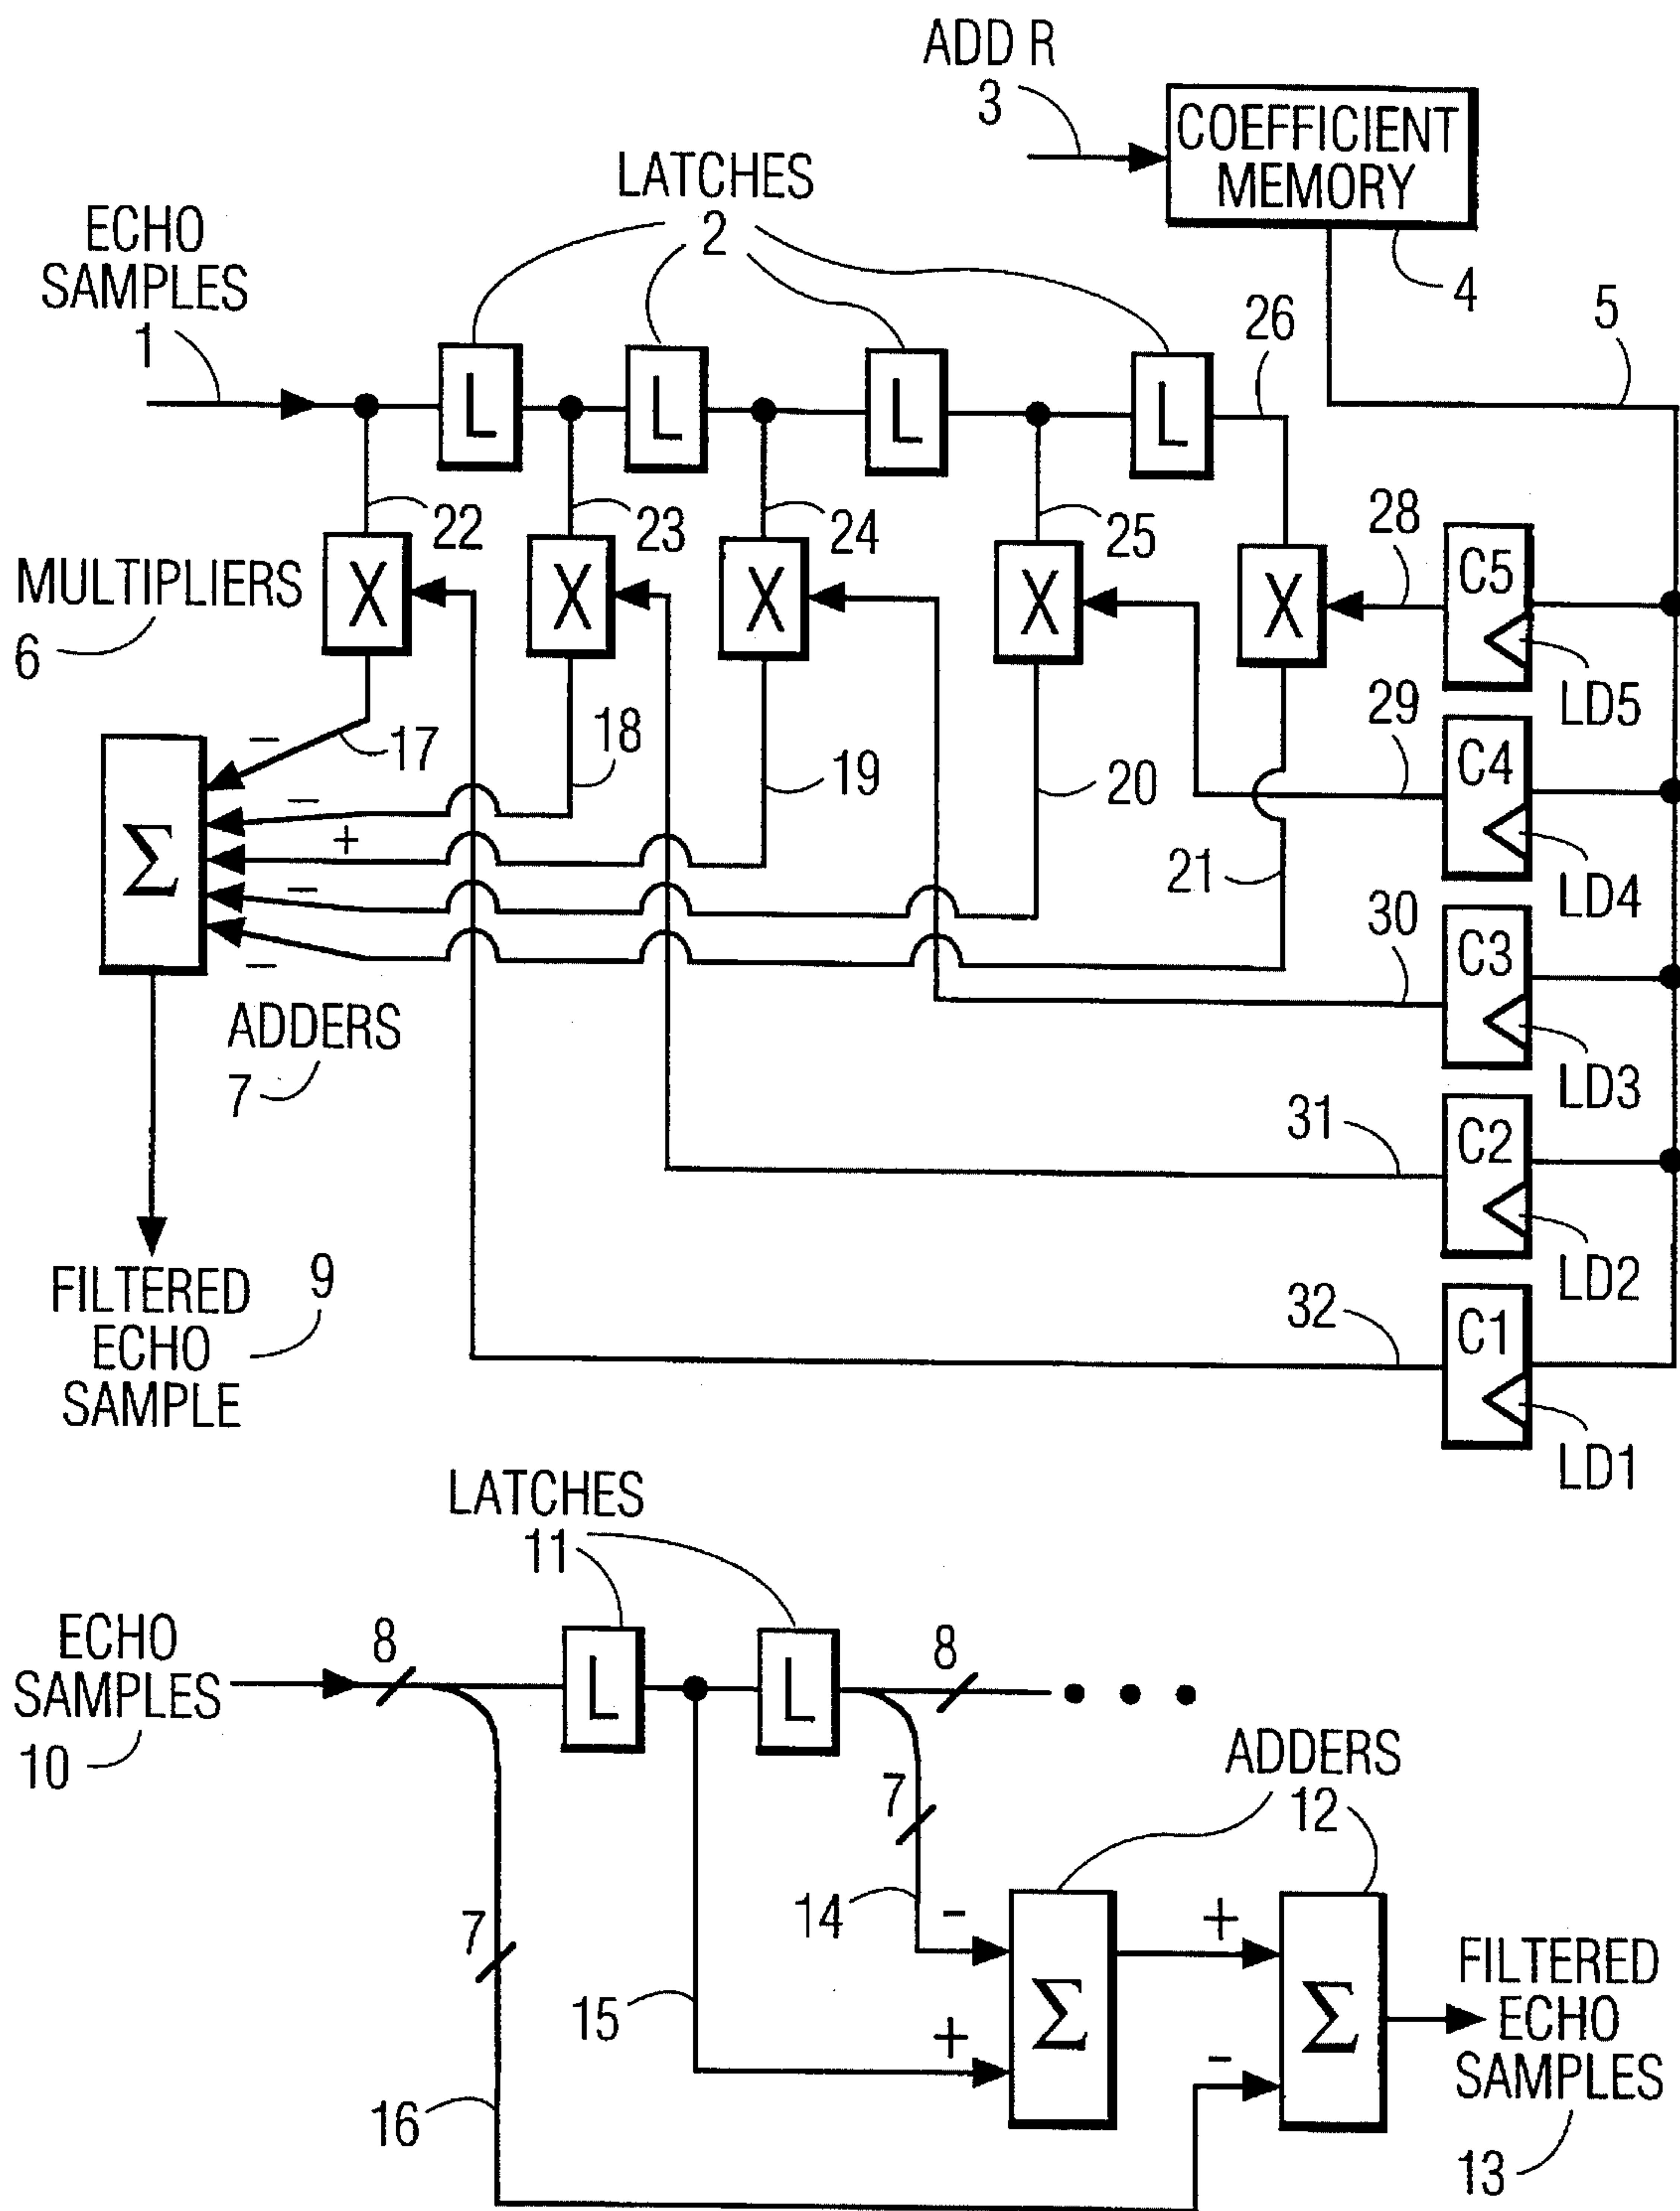 ADD R
3
COEFFICIENT
MEMORY
4
5
LATCHES
2
ECHO
SAMPLES
1
L
L
L
L
26
22
23
24
25
28
MULTIPLIERS
6
X
X
X
X
X
C5
LD5
29
C4
LD4
30
C3
LD3
31
C2
LD2
32
C1
LD1
17
18
19
20
21
−
−
+
−
−
Σ
ADDERS
7
FILTERED
ECHO
SAMPLE
9
LATCHES
11
ECHO
SAMPLES
10
8
L
L
8
7
7
14
15
16
ADDERS
12
-
+
Σ
+
-
Σ
FILTERED
ECHO
SAMPLES
13